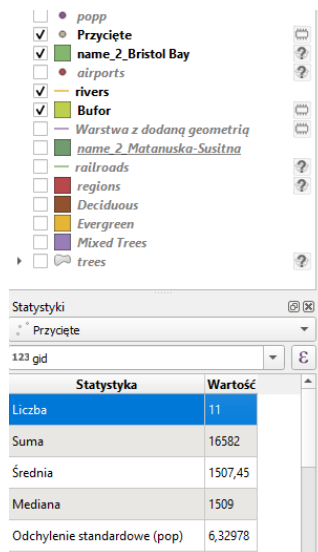 popp
Przycięte
name_2_Bristol Bay
airports
rivers
Bufor
Warstwa z dodaną geometrią
name_2_Matanuska-Susitna
railroads
regions
Deciduous
Evergreen
Mixed Trees
trees
Statystyki
Przycięte
123 gid ε
Statystyka Wartość
Liczba 11
Suma 16582
Średnia 1507,45
Mediana 1509
Odchylenie standardowe (pop) 6,32978